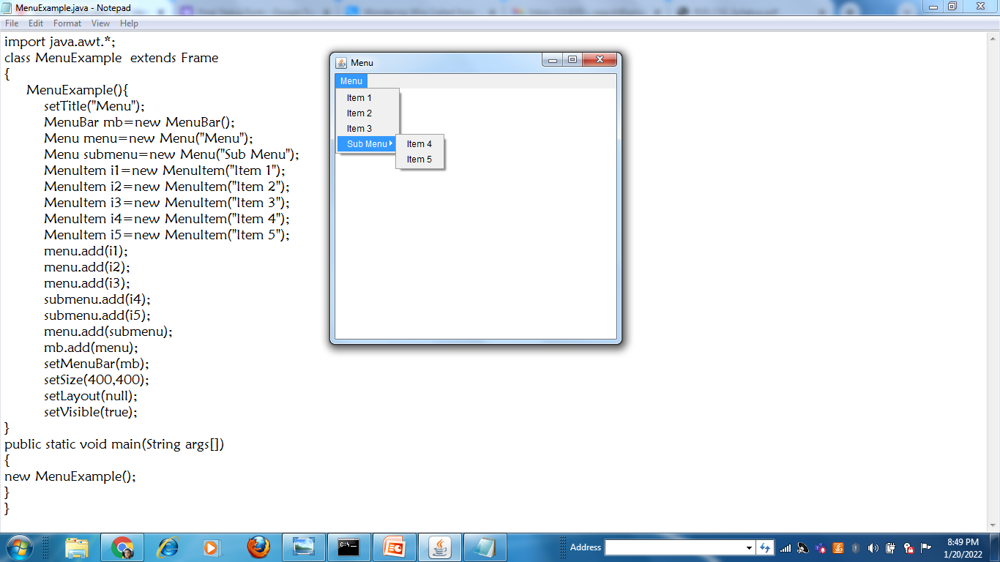 MenuExample.java - Notepad
File Edit Format View Help
import java.awt.*;
class MenuExample  extends Frame
{
MenuExample(){
setTitle("Menu");
MenuBar mb=new MenuBar();
Menu menu=new Menu("Menu");
Menu submenu=new Menu("Sub Menu");
MenuItem i1=new MenuItem("Item 1");
MenuItem i2=new MenuItem("Item 2");
MenuItem i3=new MenuItem("Item 3");
MenuItem i4=new MenuItem("Item 4");
MenuItem i5=new MenuItem("Item 5");
menu.add(i1);
menu.add(i2);
menu.add(i3);
submenu.add(i4);
submenu.add(i5);
menu.add(submenu);
mb.add(menu);
setMenuBar(mb);
setSize(400,400);
setLayout(null);
setVisible(true);
}
public static void main(String args[])
{
new MenuExample();
}
}
Menu
Menu
Item 1
Item 2
Item 3
Sub Menu
Item 4
Item 5
C:\
Address
8:49 PM
1/20/2022